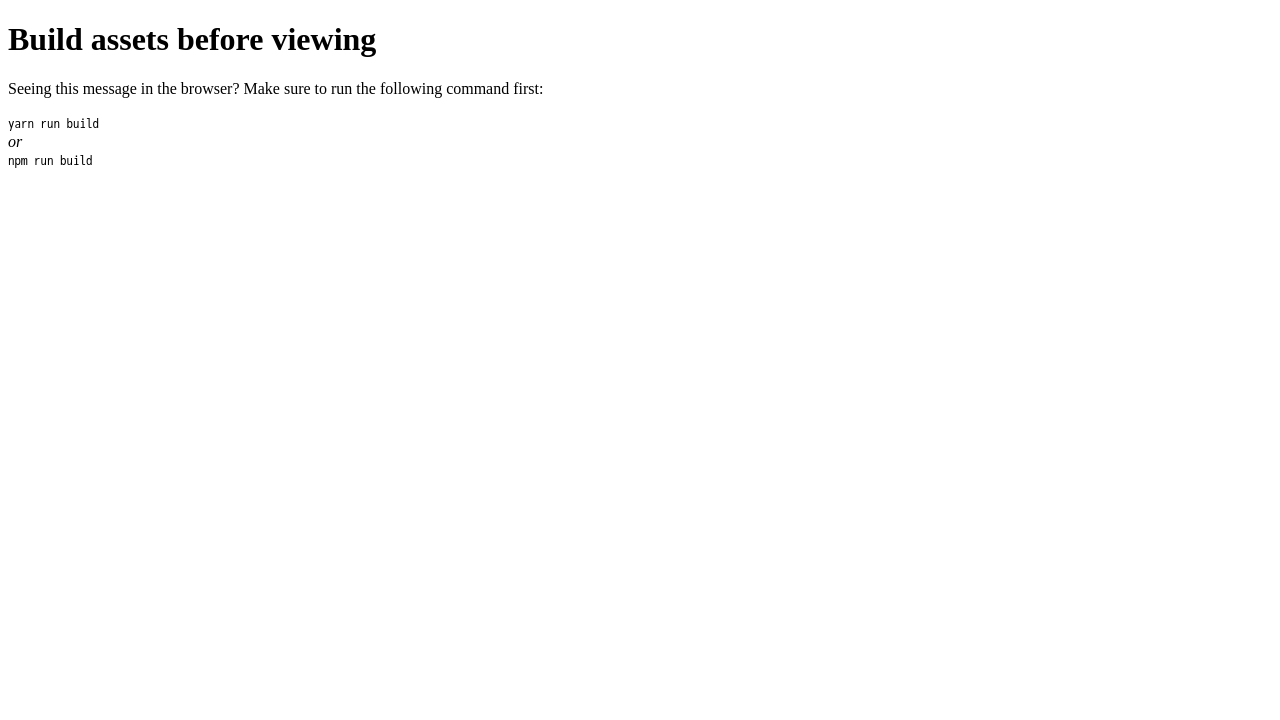 Build assets before viewing
Seeing this message in the browser? Make sure to run the following command first:
yarn run build
or
npm run build